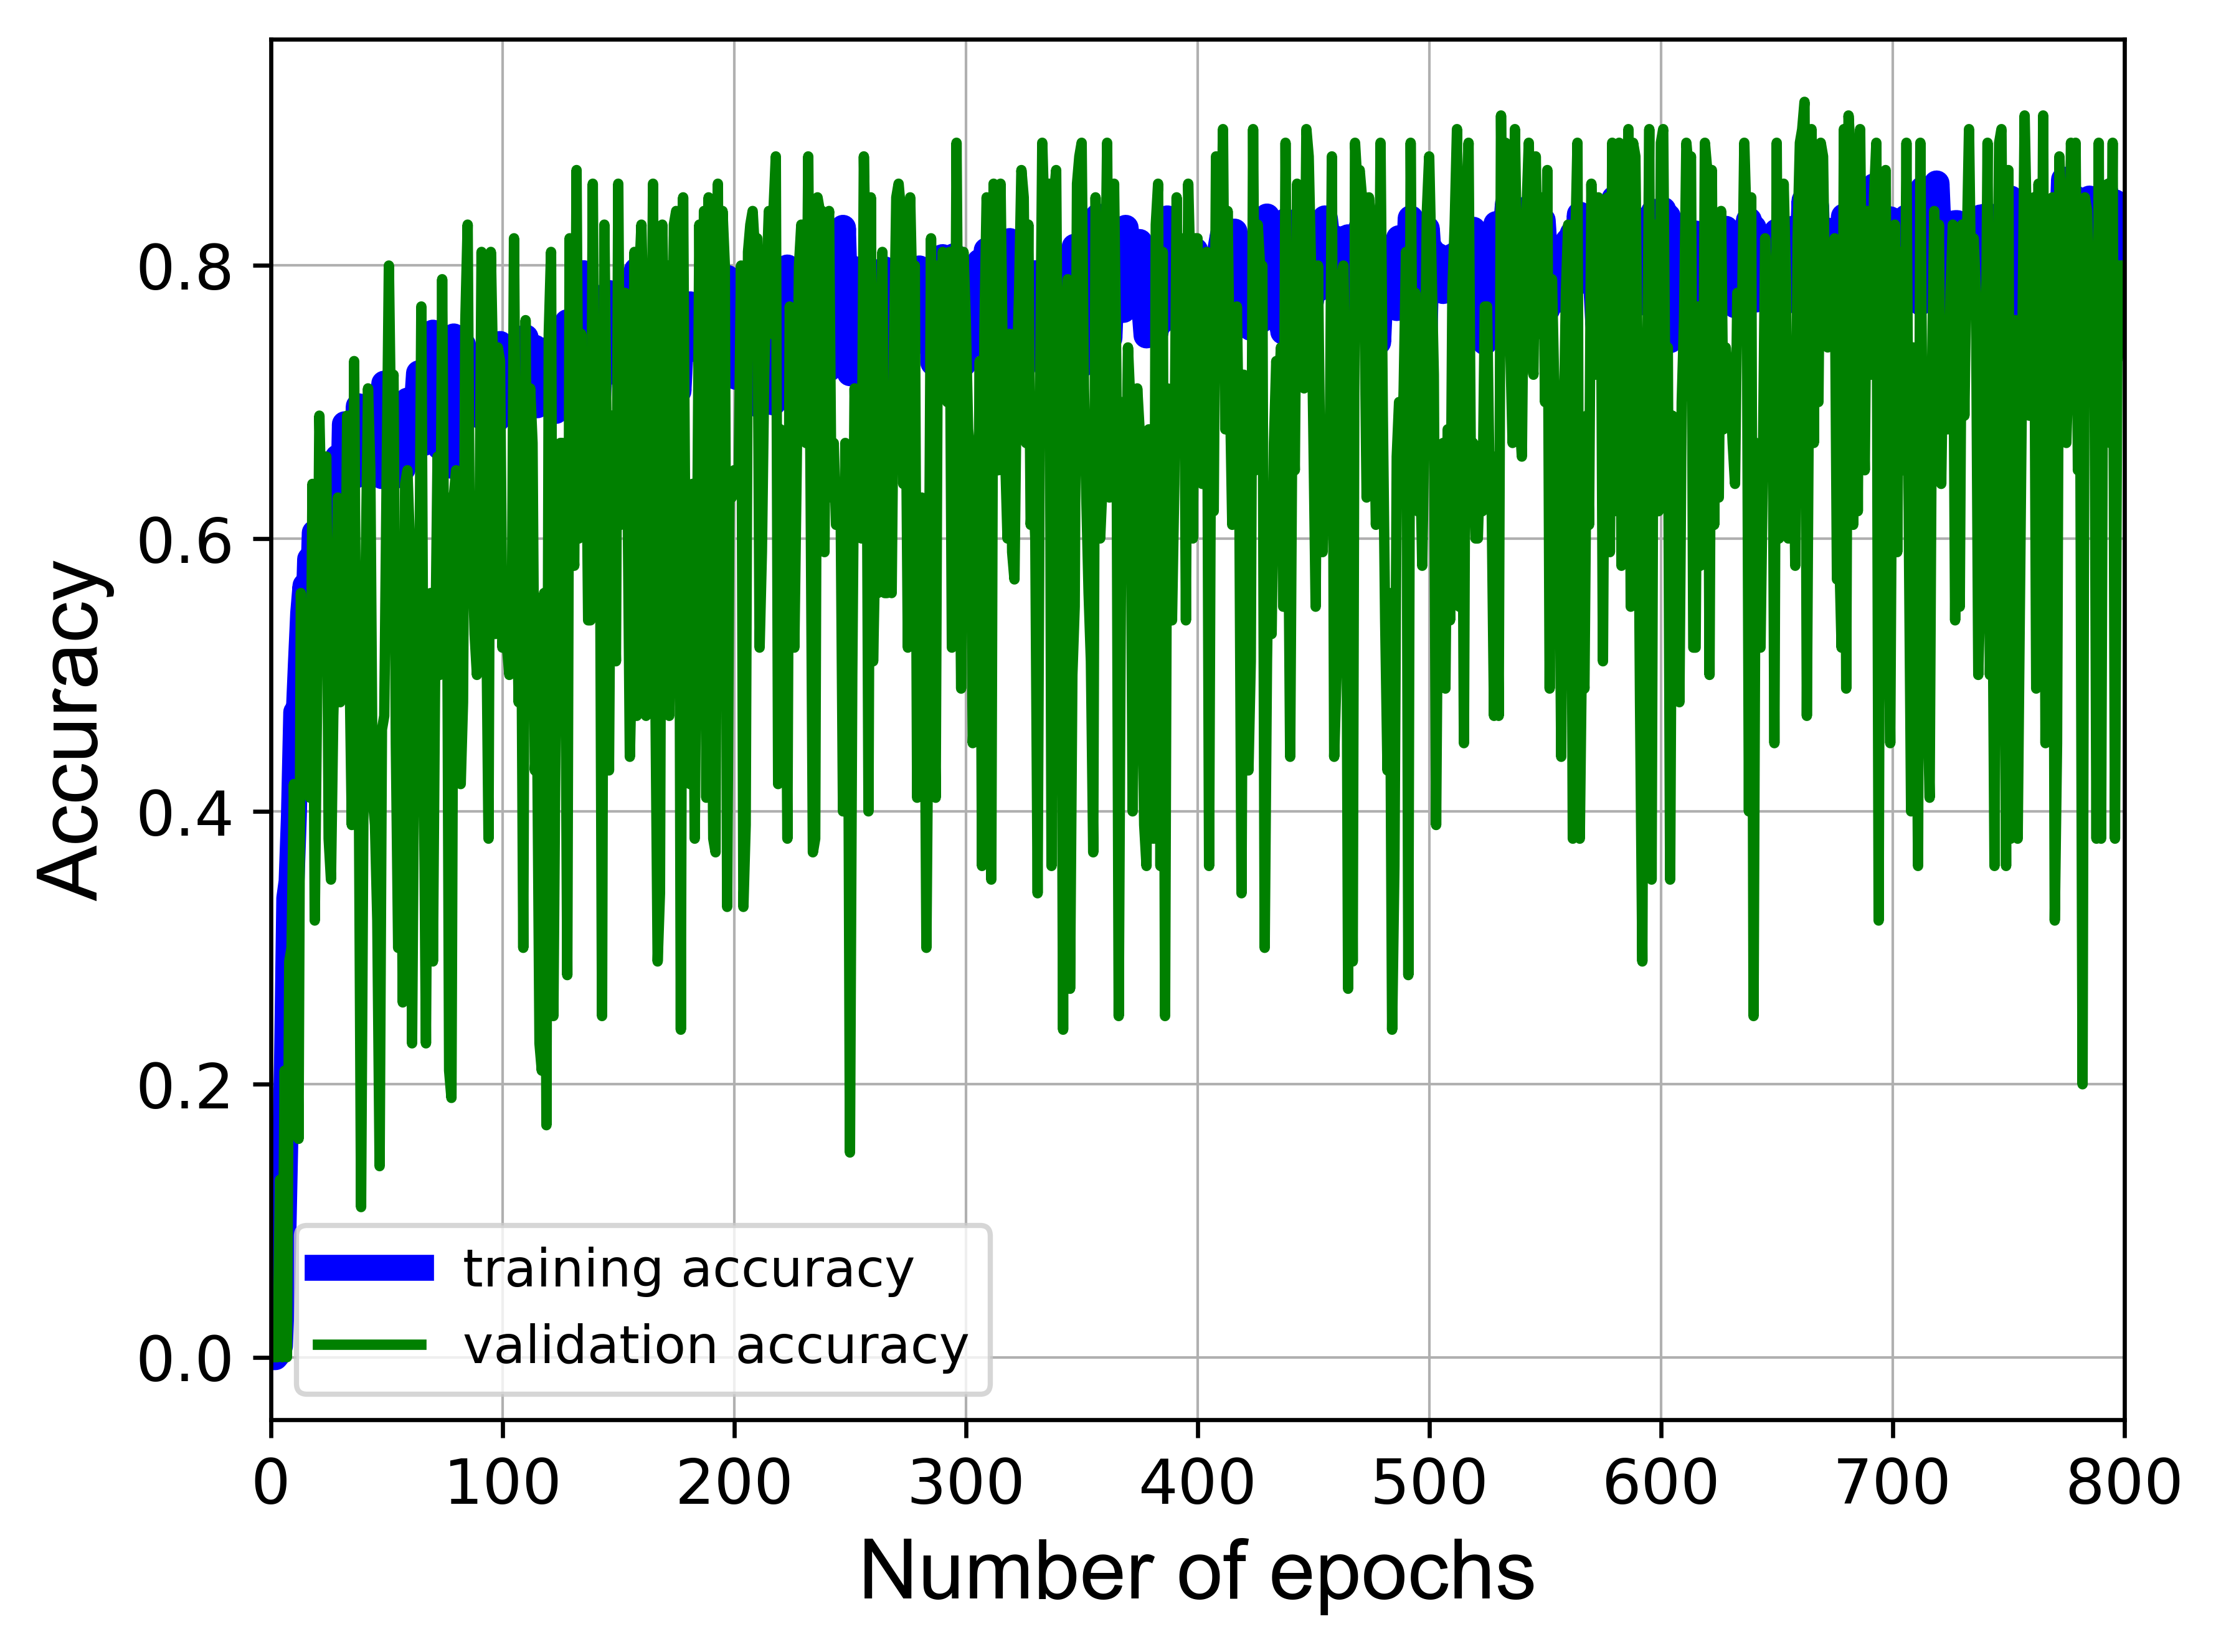 Accuracy
0.8
0.6
0.4
0.2
0.0
training accuracy
validation accuracy
0 100 200 300 400 500 600 700 800
Number of epochs